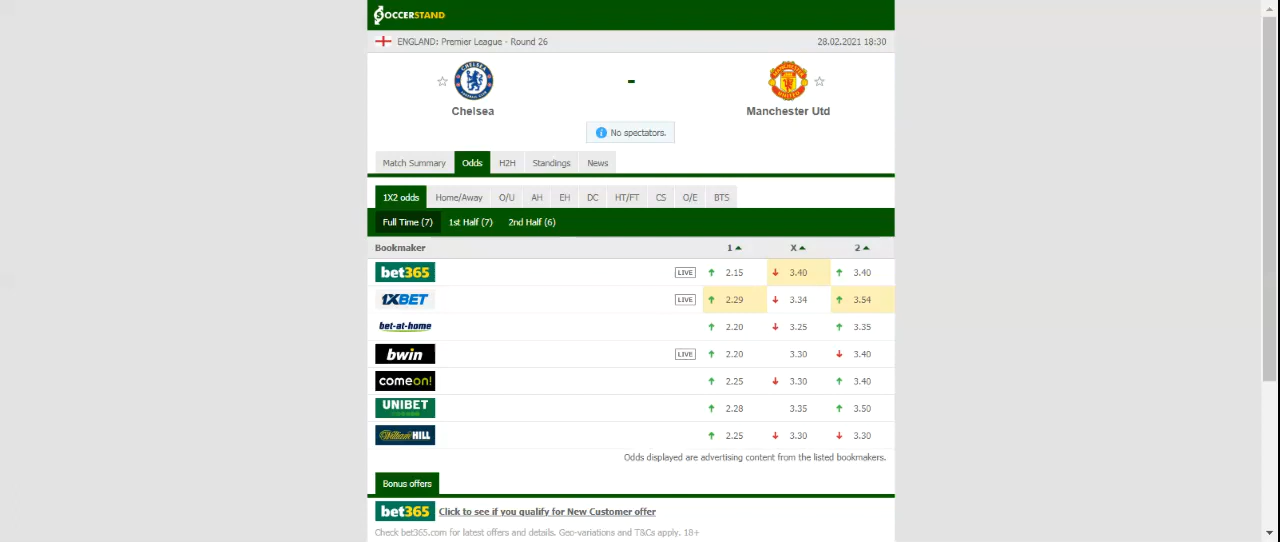 SOCCERSTAND
ENGLAND: Premier League - Round 26 28.02.2021 18:30
-
Chelsea Manchester Utd
No spectators.
Match Summary Odds H2H Standings News
1X2 odds Home/Away O/U AH EH DC HT/FT CS O/E BTS
Full Time (7) 1st Half (7) 2nd Half (6)
Bookmaker 1 X 2
bet365 LIVE 2.15 3.40 3.40
1XBET LIVE 2.29 3.34 3.54
bet-at-home 2.20 3.25 3.35
bwin LIVE 2.20 3.30 3.40
comeon! 2.25 3.30 3.40
UNIBET 2.28 3.35 3.50
William HILL 2.25 3.30 3.30
Odds displayed are advertising content from the listed bookmakers.
Bonus offers
bet365 Click to see if you qualify for New Customer offer
Check bet365.com for latest offers and details. Geo-variations and T&Cs apply. 18+